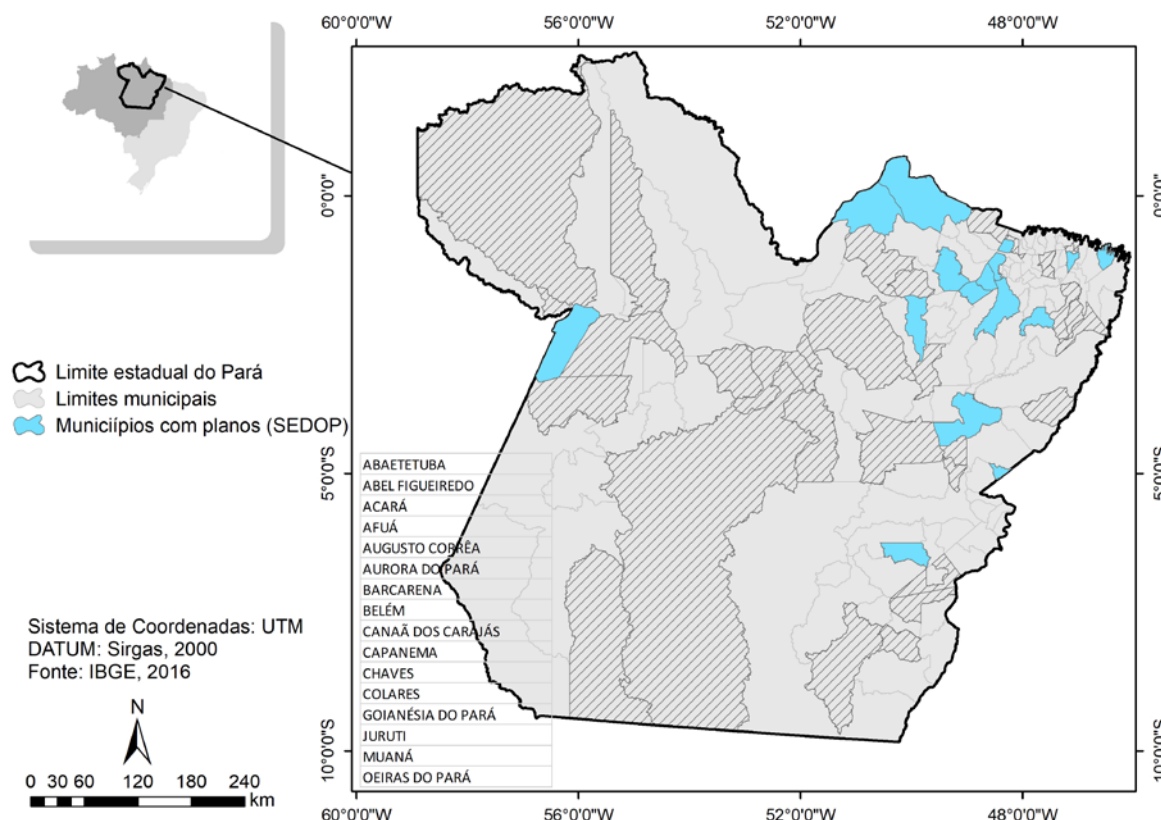 60°0'0"W 56°0'0"W 52°0'0"W 48°0'0"W
0°0'0"
0°0'0"
Limite estadual do Pará
Limites municipais
Municiípios com planos (SEDOP)
ABAETETUBA
ABEL FIGUEIREDO
ACARÁ
AFUÁ
AUGUSTO CORRÊA
AURORA DO PARÁ
BARCARENA
BELÉM
CANAÃ DOS CARAJÁS
CAPANEMA
CHAVES
COLARES
GOIANÉSIA DO PARÁ
JURUTI
MUANÁ
OEIRAS DO PARÁ
5°0'0"S
5°0'0"S
Sistema de Coordenadas: UTM
DATUM: Sirgas, 2000
Fonte: IBGE, 2016
N
0 30 60 120 180 240
km
10°0'0"S
10°0'0"S
60°0'0"W 56°0'0"W 52°0'0"W 48°0'0"W